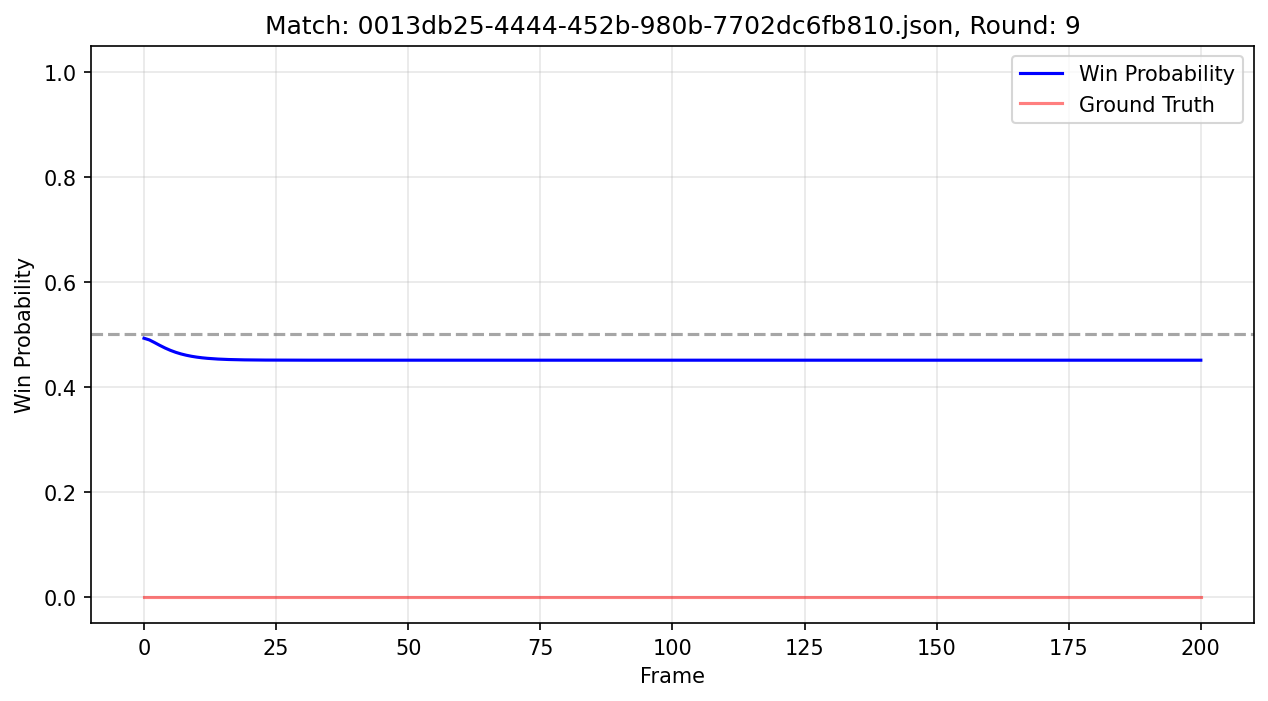 Match: 0013db25-4444-452b-980b-7702dc6fb810.json, Round: 9
Win Probability
Ground Truth
1.0
0.8
0.6
0.4
0.2
0.0
Win Probability
0 25 50 75 100 125 150 175 200
Frame